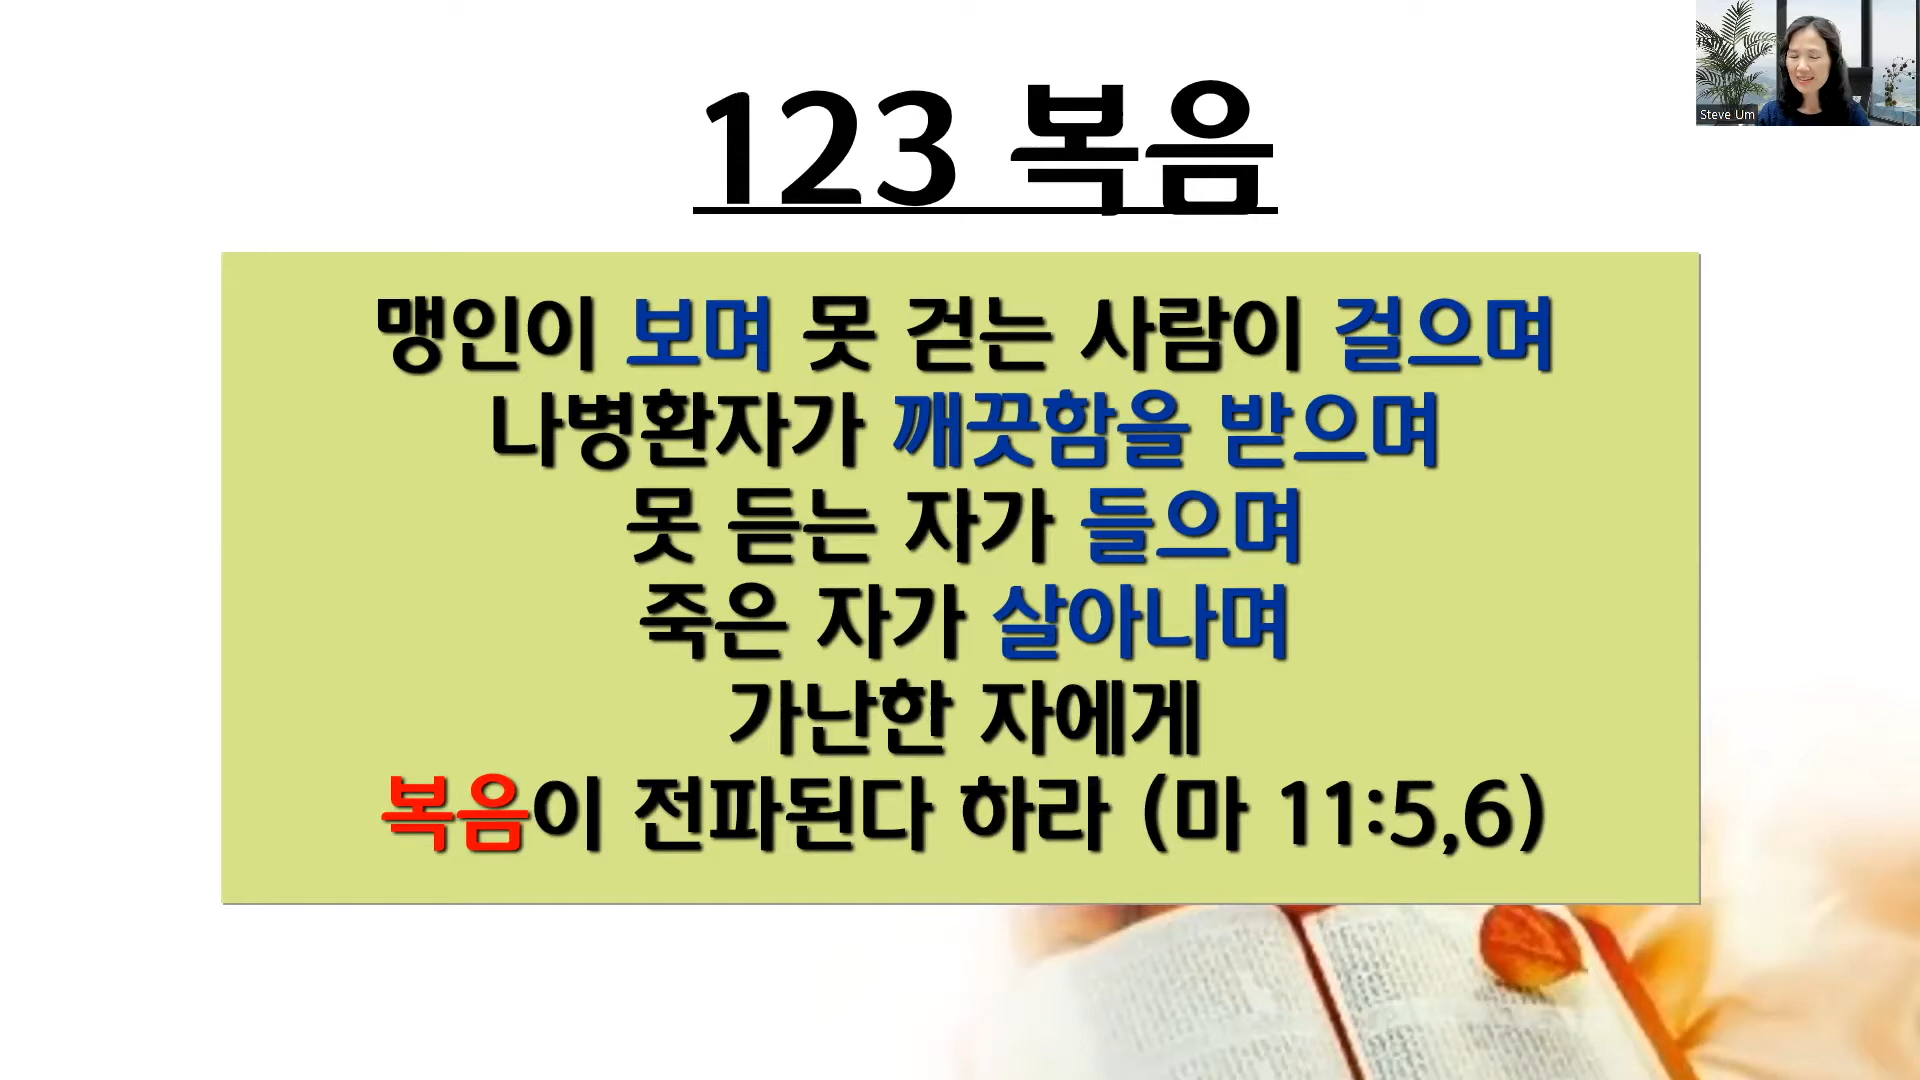 123 복음
맹인이 보며 못 걷는 사람이 걸으며
나병환자가 깨끗함을 받으며
못 듣는 자가 들으며
죽은 자가 살아나며
가난한 자에게
복음이 전파된다 하라 (마 11:5,6)
Steve Um